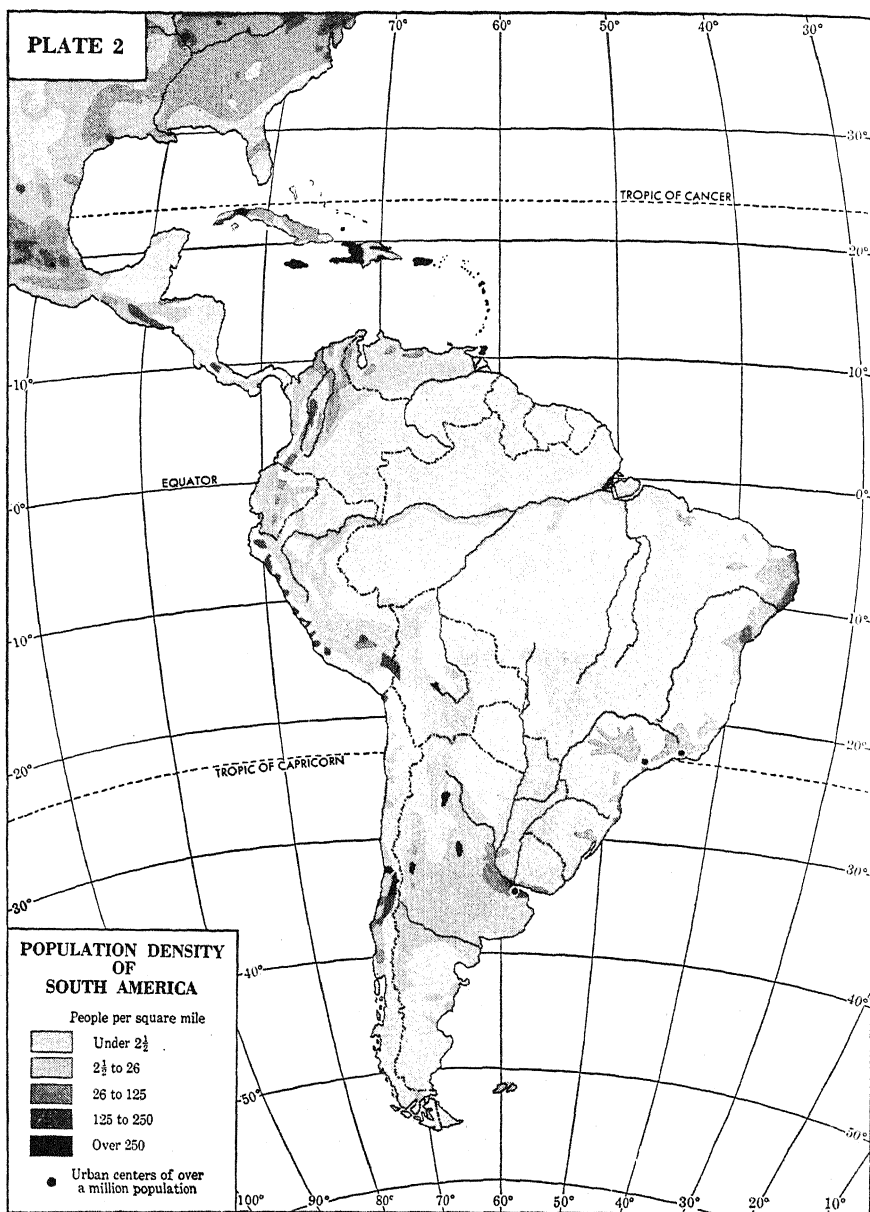 PLATE 2
70° 60° 50° 40° 30°
30°
TROPIC OF CANCER
20°
10° 10°
EQUATOR
0° 0°
10° 10°
20° 20°
TROPIC OF CAPRICORN
30° 30°
POPULATION DENSITY
OF
SOUTH AMERICA
People per square mile
Under 2½
2½ to 26
26 to 125
125 to 250
Over 250
Urban centers of over
a million population
40° 40°
50° 50°
100° 90° 80° 70° 60° 50° 40° 30° 20° 10°